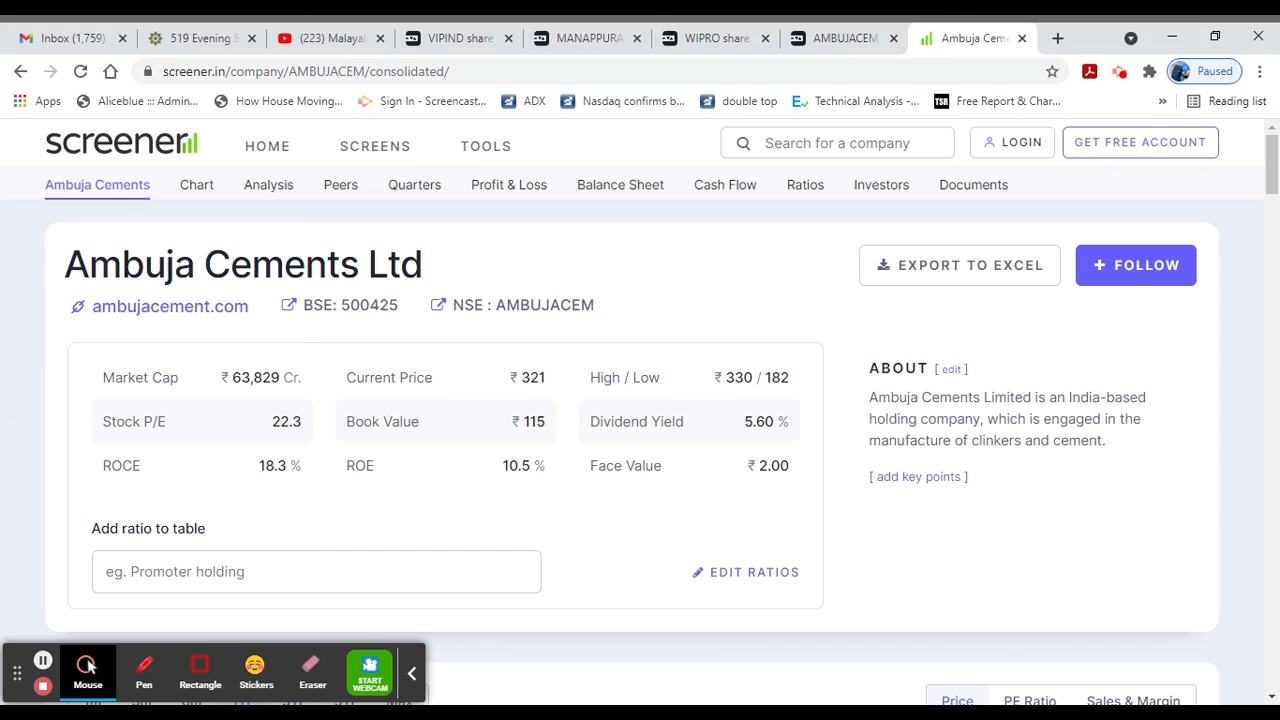 Inbox (1,759)
519 Evening S
(223) Malayal
VIPIND share
MANAPPURA
WIPRO share
AMBUJACEM
Ambuja Ceme
screener.in/company/AMBUJACEM/consolidated/
Paused
Apps
Aliceblue ::: Admin...
How House Moving...
Sign In - Screencast...
ADX
Nasdaq confirms b...
double top
Technical Analysis -...
TSR Free Report & Char...
»
Reading list
screener
HOME
SCREENS
TOOLS
Search for a company
LOGIN
GET FREE ACCOUNT
Ambuja Cements
Chart
Analysis
Peers
Quarters
Profit & Loss
Balance Sheet
Cash Flow
Ratios
Investors
Documents
Ambuja Cements Ltd
EXPORT TO EXCEL
+ FOLLOW
ambujacement.com
BSE: 500425
NSE : AMBUJACEM
Market Cap ₹ 63,829 Cr.
Current Price ₹ 321
High / Low ₹ 330 / 182
Stock P/E 22.3
Book Value ₹ 115
Dividend Yield 5.60 %
ROCE 18.3 %
ROE 10.5 %
Face Value ₹ 2.00
Add ratio to table
eg. Promoter holding
EDIT RATIOS
ABOUT [ edit ]
Ambuja Cements Limited is an India-based
holding company, which is engaged in the
manufacture of clinkers and cement.
[ add key points ]
Mouse
Pen
Rectangle
Stickers
Eraser
START
WEBCAM
Price
PE Ratio
Sales & Margin